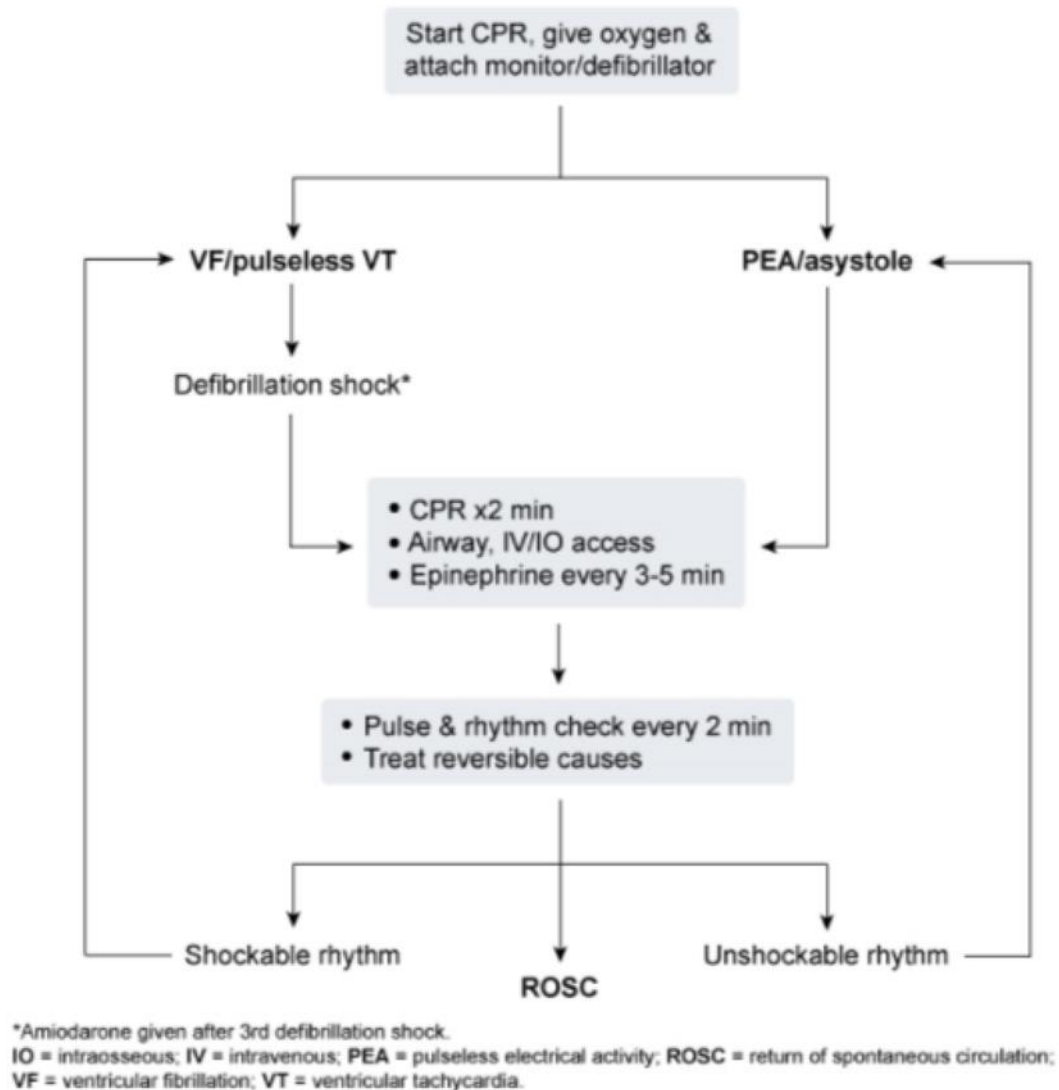 Start CPR, give oxygen &
attach monitor/defibrillator
VF/pulseless VT
PEA/asystole
Defibrillation shock*
• CPR x2 min
• Airway, IV/IO access
• Epinephrine every 3-5 min
• Pulse & rhythm check every 2 min
• Treat reversible causes
Shockable rhythm
Unshockable rhythm
ROSC
*Amiodarone given after 3rd defibrillation shock.
IO = intraosseous; IV = intravenous; PEA = pulseless electrical activity; ROSC = return of spontaneous circulation;
VF = ventricular fibrillation; VT = ventricular tachycardia.